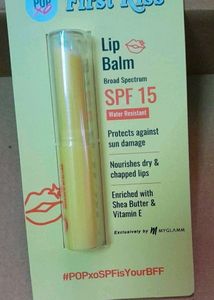 POP
xo
First Kiss
Lip
Balm
Broad Spectrum
SPF 15
Water Resistant
Protects against
sun damage
Nourishes dry &
chapped lips
Enriched with
Shea Butter &
Vitamin E
Exclusively by M MYGLAMM
#POPxoSPFisYourBFF